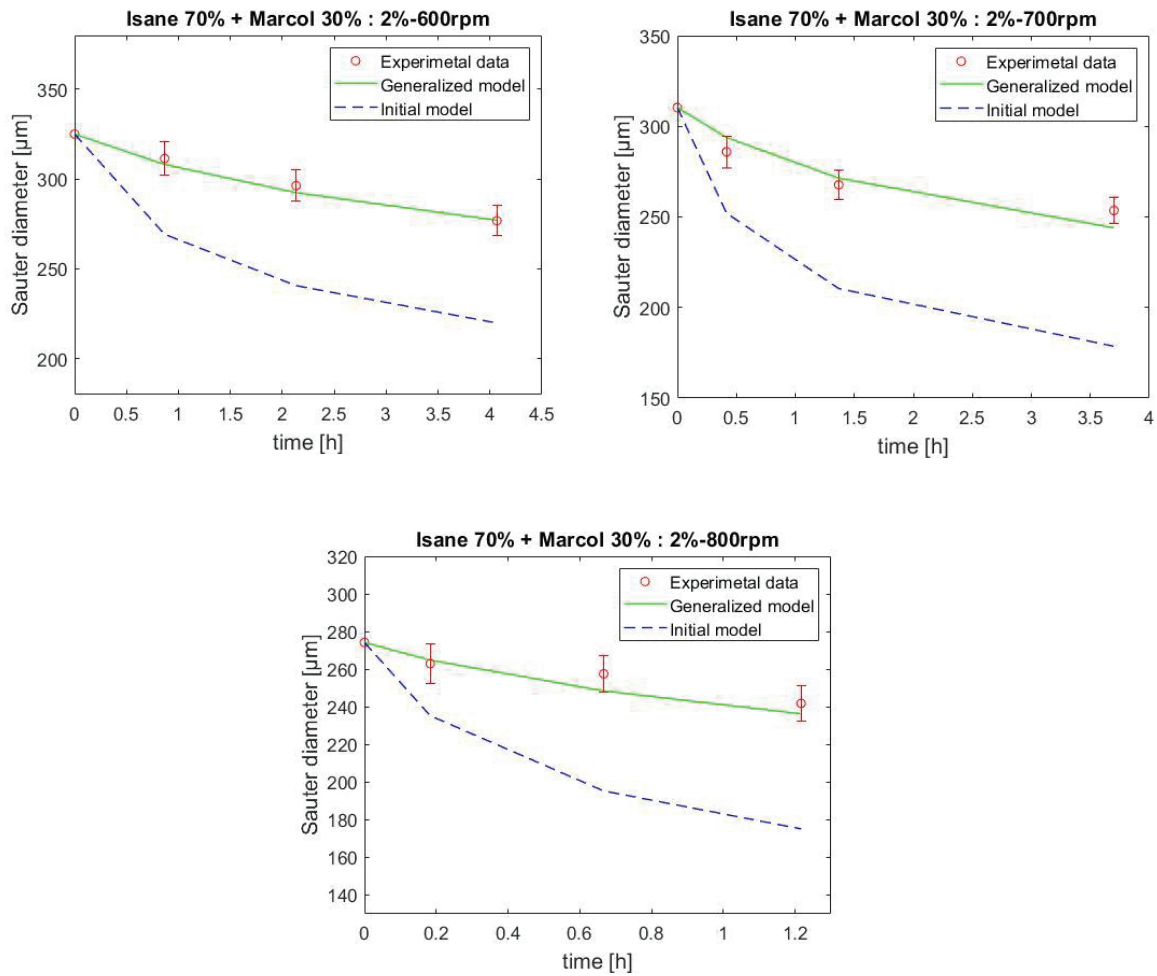 Isane 70% + Marcol 30% : 2%-600rpm
Experimetal data
Generalized model
Initial model
Sauter diameter [µm]
350
300
250
200
0 0.5 1 1.5 2 2.5 3 3.5 4 4.5
time [h]
Isane 70% + Marcol 30% : 2%-700rpm
Experimetal data
Generalized model
Initial model
Sauter diameter [µm]
350
300
250
200
150
0 0.5 1 1.5 2 2.5 3 3.5 4
time [h]
Isane 70% + Marcol 30% : 2%-800rpm
Experimetal data
Generalized model
Initial model
Sauter diameter [µm]
320
300
280
260
240
220
200
180
160
140
0 0.2 0.4 0.6 0.8 1 1.2
time [h]